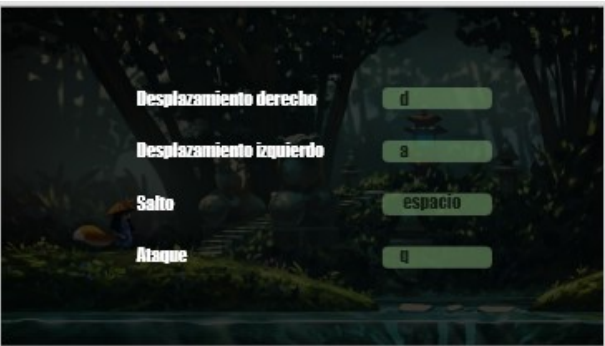 Desplazamiento derecho d
Desplazamiento izquierdo a
Salto espacio
Ataque q